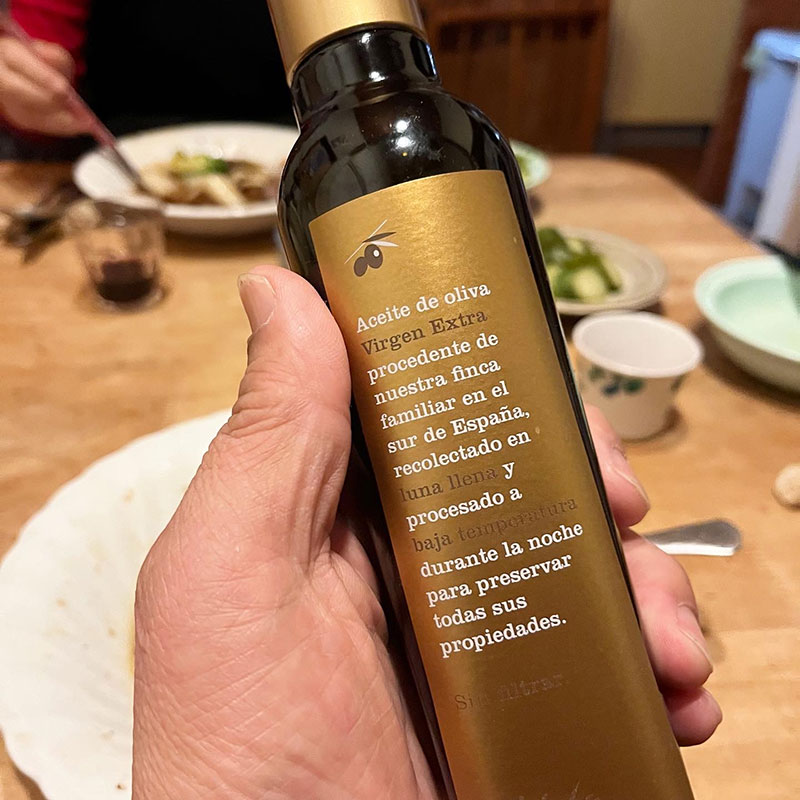 Aceite de oliva
Virgen Extra
procedente de
nuestra finca
familiar en el
sur de España,
recolectado en
luna llena y
procesado a
baja temperatura
durante la noche
para preservar
todas sus
propiedades.
Sin filtrar